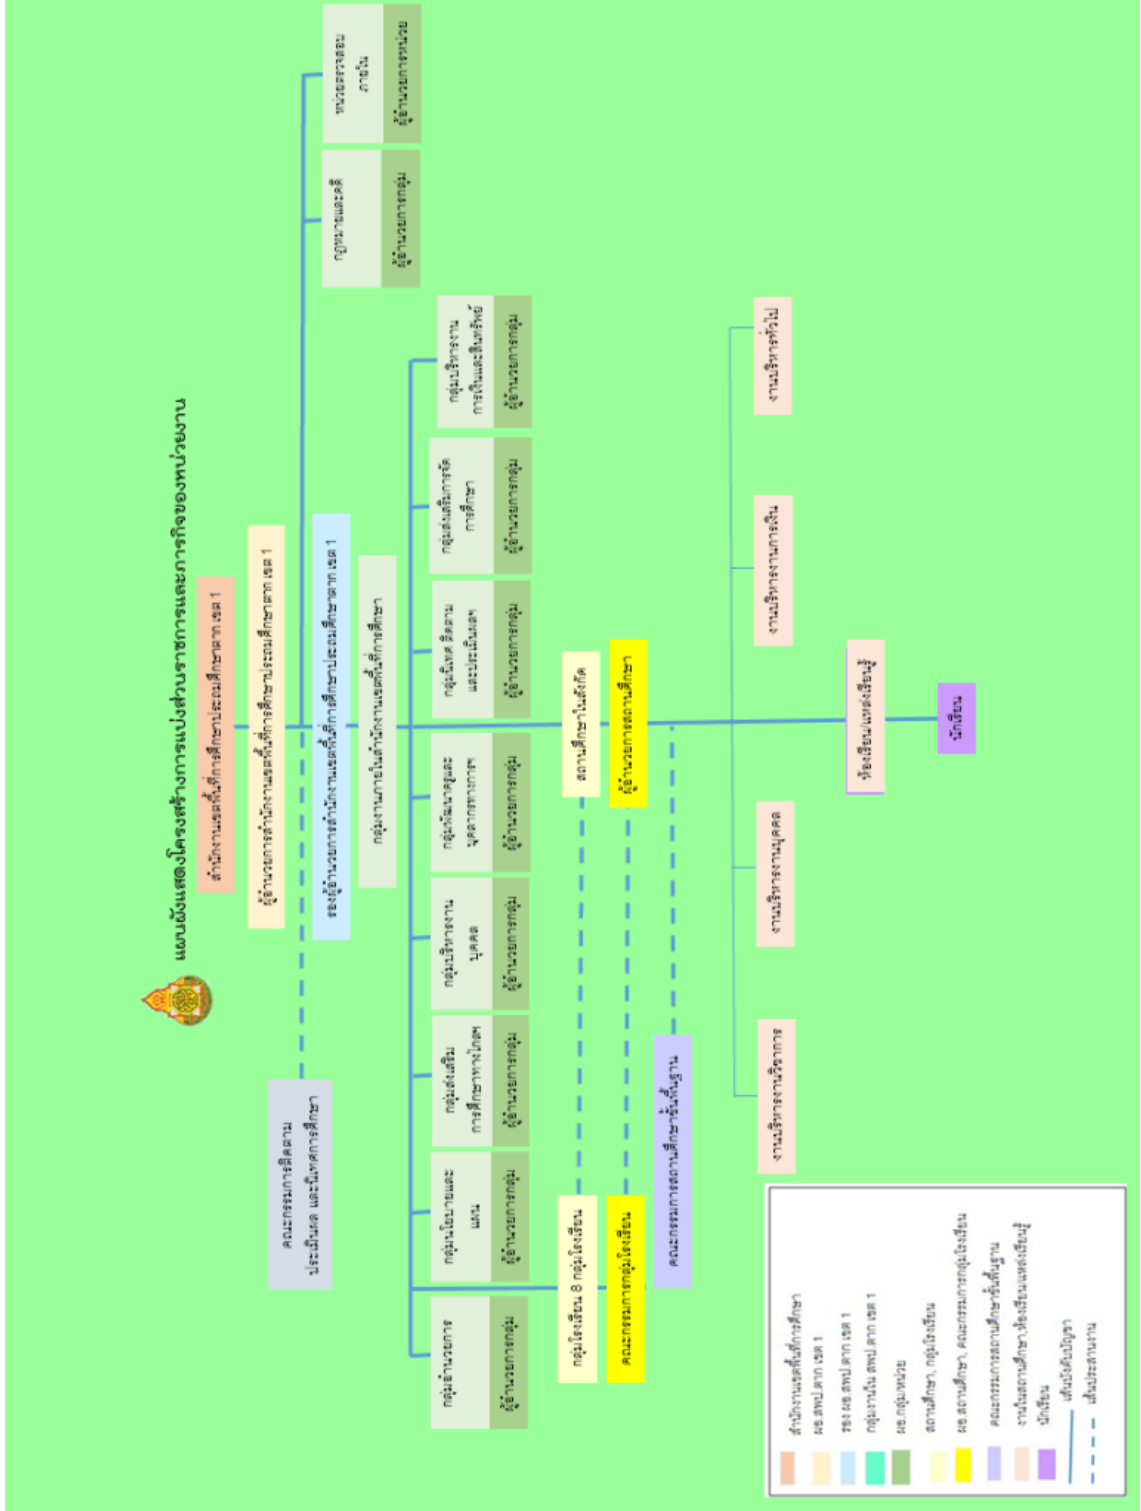 แผนผังแสดงโครงสร้างการแบ่งส่วนราชการและภารกิจของหน่วยงาน
สำนักงานเขตพื้นที่การศึกษาประถมศึกษาตาก เขต 1
ผู้อำนวยการสำนักงานเขตพื้นที่การศึกษาประถมศึกษาตาก เขต 1
คณะกรรมการติดตาม
ประเมินผล และนิเทศการศึกษา
รองผู้อำนวยการสำนักงานเขตพื้นที่การศึกษาประถมศึกษาตาก เขต 1
กฎหมายและคดี
ผู้อำนวยการกลุ่ม
หน่วยตรวจสอบ
ภายใน
ผู้อำนวยการหน่วย
กลุ่มงานภายในสำนักงานเขตพื้นที่การศึกษา
กลุ่มอำนวยการ
ผู้อำนวยการกลุ่ม
กลุ่มนโยบายและ
แผน
ผู้อำนวยการกลุ่ม
กลุ่มส่งเสริม
การศึกษาทางไกลฯ
ผู้อำนวยการกลุ่ม
กลุ่มบริหารงาน
บุคคล
ผู้อำนวยการกลุ่ม
กลุ่มพัฒนาครูและ
บุคลากรทางการฯ
ผู้อำนวยการกลุ่ม
กลุ่มนิเทศ ติดตาม
และประเมินผลฯ
ผู้อำนวยการกลุ่ม
กลุ่มส่งเสริมการจัด
การศึกษา
ผู้อำนวยการกลุ่ม
กลุ่มบริหารงาน
การเงินและสินทรัพย์
ผู้อำนวยการกลุ่ม
กลุ่มโรงเรียน 8 กลุ่มโรงเรียน
สถานศึกษาในสังกัด
คณะกรรมการกลุ่มโรงเรียน
ผู้อำนวยการสถานศึกษา
คณะกรรมการสถานศึกษาขั้นพื้นฐาน
งานบริหารงานวิชาการ
งานบริหารงานบุคคล
งานบริหารงานการเงิน
งานบริหารทั่วไป
ห้องเรียน/แหล่งเรียนรู้
นักเรียน
สำนักงานเขตพื้นที่การศึกษา
ผอ.สพป.ตาก เขต 1
รอง ผอ.สพป.ตาก เขต 1
กลุ่มงานใน สพป.ตาก เขต 1
ผอ.กลุ่ม/หน่วย
สถานศึกษา, กลุ่มโรงเรียน
ผอ.สถานศึกษา, คณะกรรมการกลุ่มโรงเรียน
คณะกรรมการสถานศึกษาขั้นพื้นฐาน
งานในสถานศึกษา,ห้องเรียน/แหล่งเรียนรู้
นักเรียน
เส้นบังคับบัญชา
เส้นประสานงาน